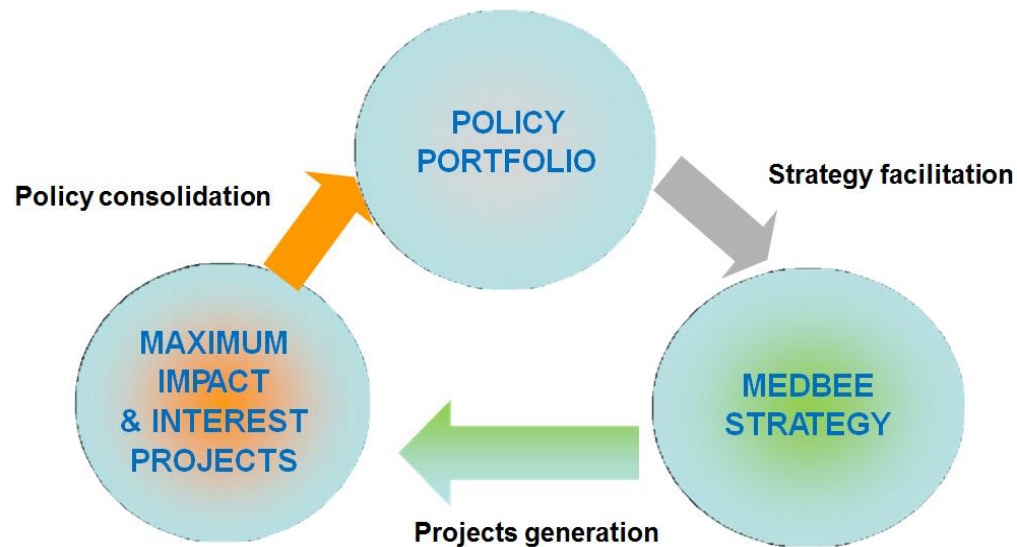 POLICY
PORTFOLIO
Policy consolidation
Strategy facilitation
MAXIMUM
IMPACT
& INTEREST
PROJECTS
MEDBEE
STRATEGY
Projects generation